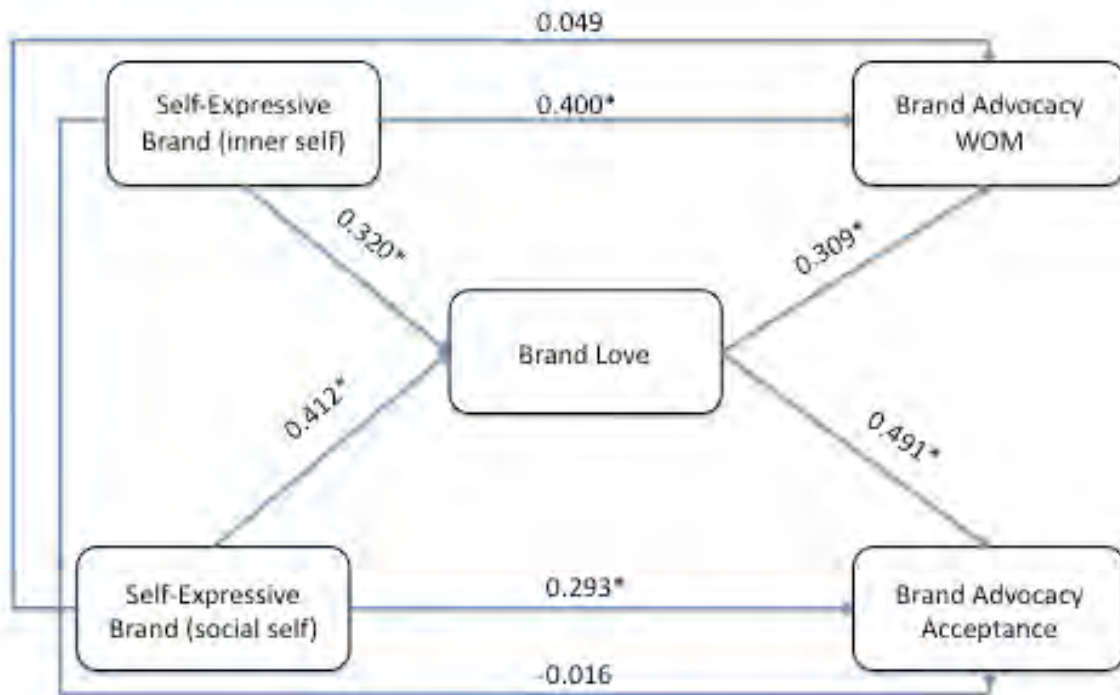 0.049
Self-Expressive
Brand (inner self)
0.400*
Brand Advocacy
WOM
0.320*
0.309*
Brand Love
0.412*
0.491*
Self-Expressive
Brand (social self)
0.293*
Brand Advocacy
Acceptance
-0.016